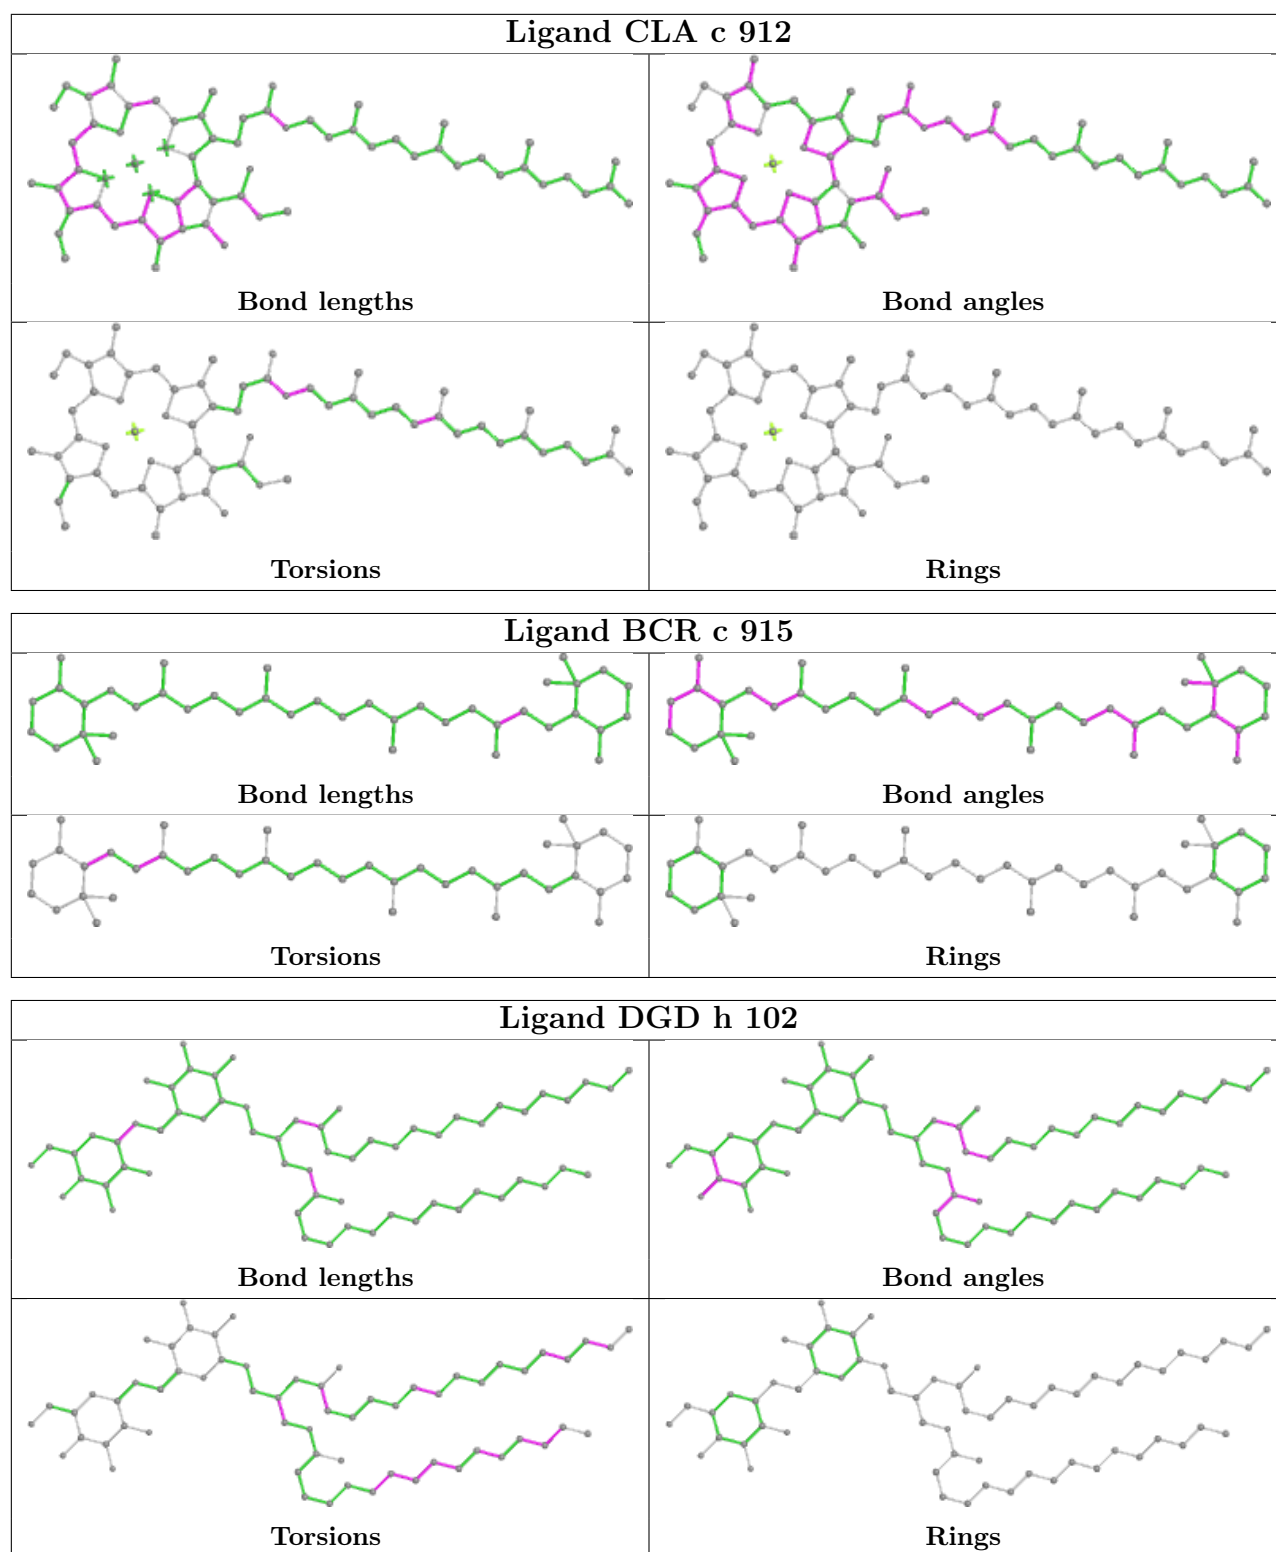 Ligand CLA c 912
Bond lengths
Bond angles
Torsions
Rings
Ligand BCR c 915
Bond lengths
Bond angles
Torsions
Rings
Ligand DGD h 102
Bond lengths
Bond angles
Torsions
Rings